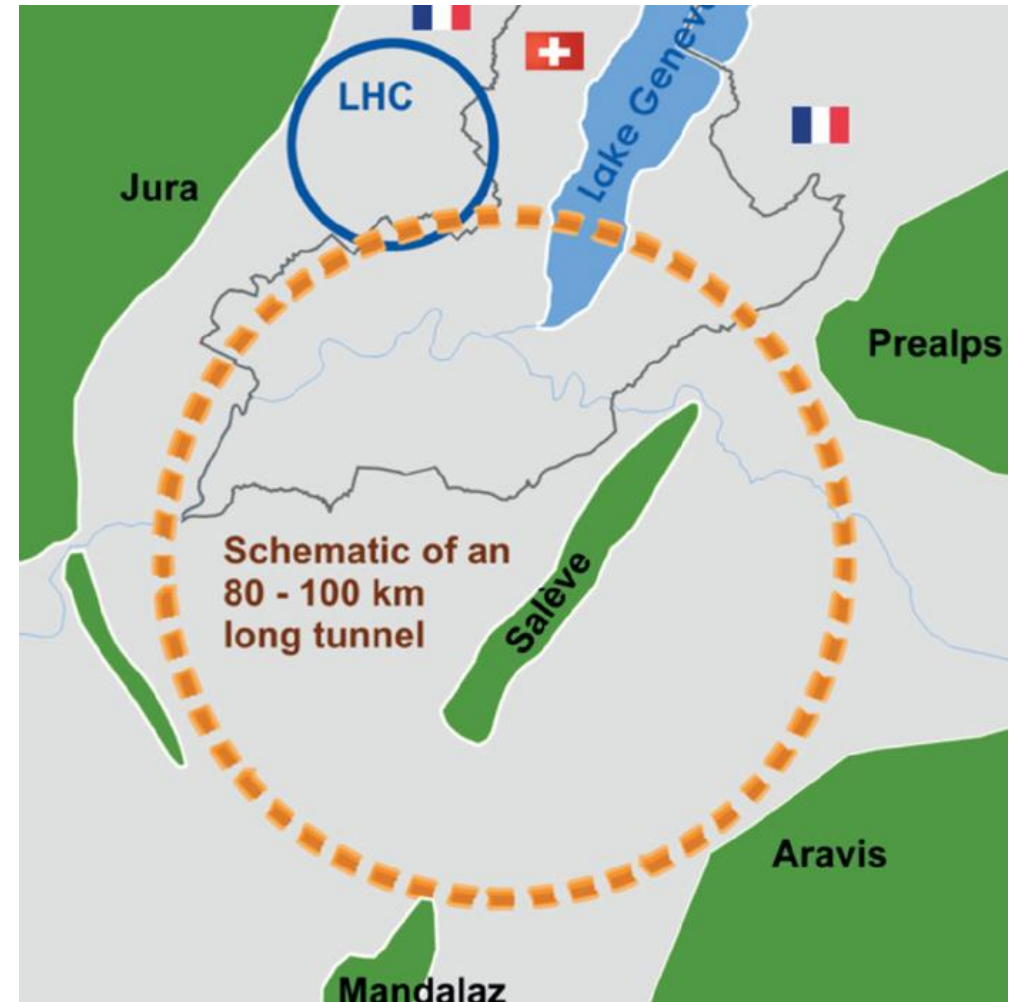 LHC
Lake Geneva
Jura
Prealps
Schematic of an
80 - 100 km
long tunnel
Salève
Aravis
Mandalaz